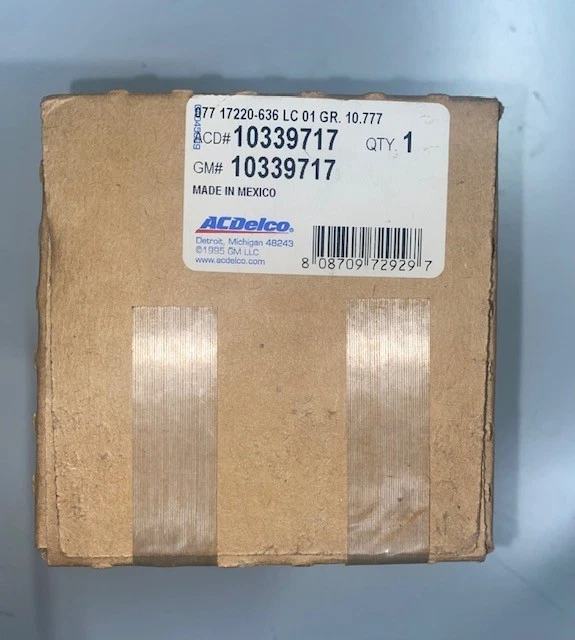 077 17220-636 LC 01 GR. 10.777
ACD# 10339717 QTY. 1
GM# 10339717
MADE IN MEXICO
ACDelco®
Detroit, Michigan 48243
©1995 GM LLC
www.acdelco.com
8 08709 72929 7